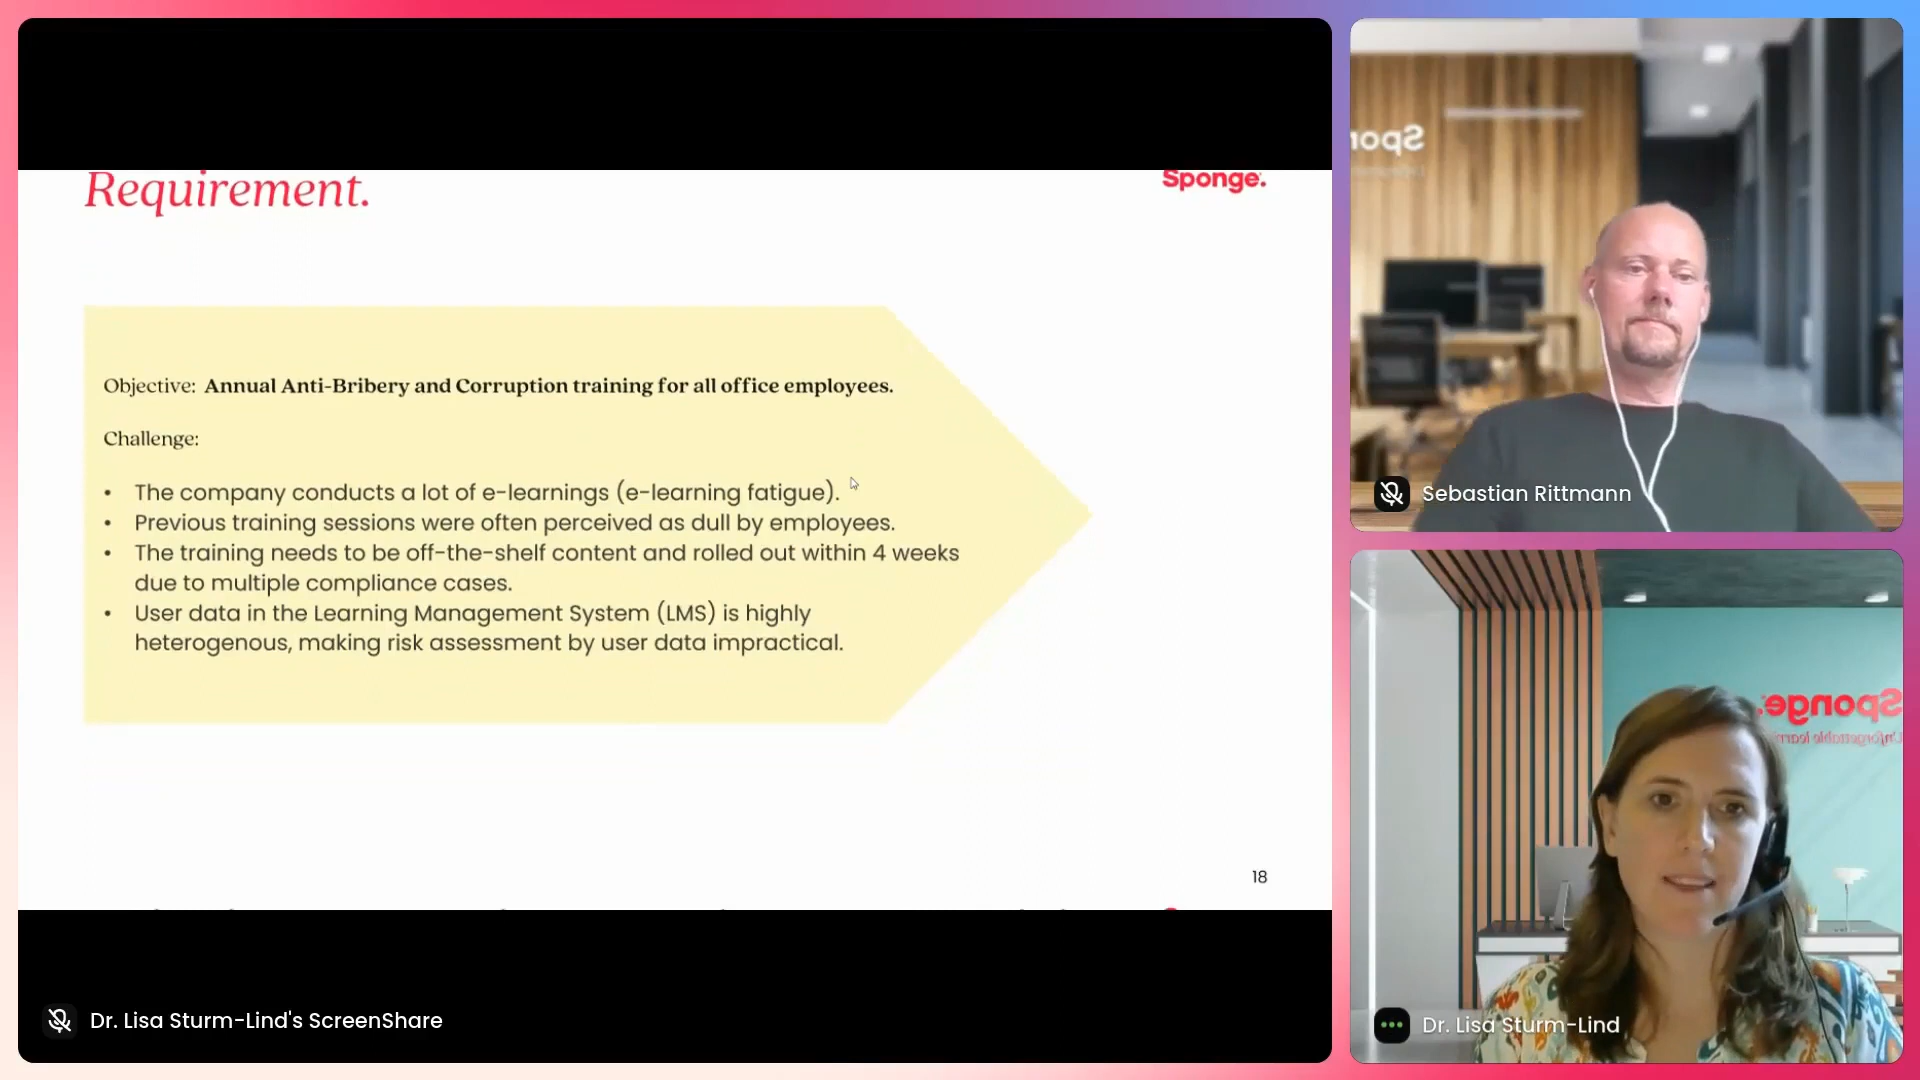 Requirement.
Sponge.
Objective: Annual Anti-Bribery and Corruption training for all office employees.
Challenge:
• The company conducts a lot of e-learnings (e-learning fatigue).
• Previous training sessions were often perceived as dull by employees.
• The training needs to be off-the-shelf content and rolled out within 4 weeks
due to multiple compliance cases.
• User data in the Learning Management System (LMS) is highly
heterogenous, making risk assessment by user data impractical.
18
Dr. Lisa Sturm-Lind's ScreenShare
Spon
Sebastian Rittmann
Sponge.
Unforgettable learni
Dr. Lisa Sturm-Lind